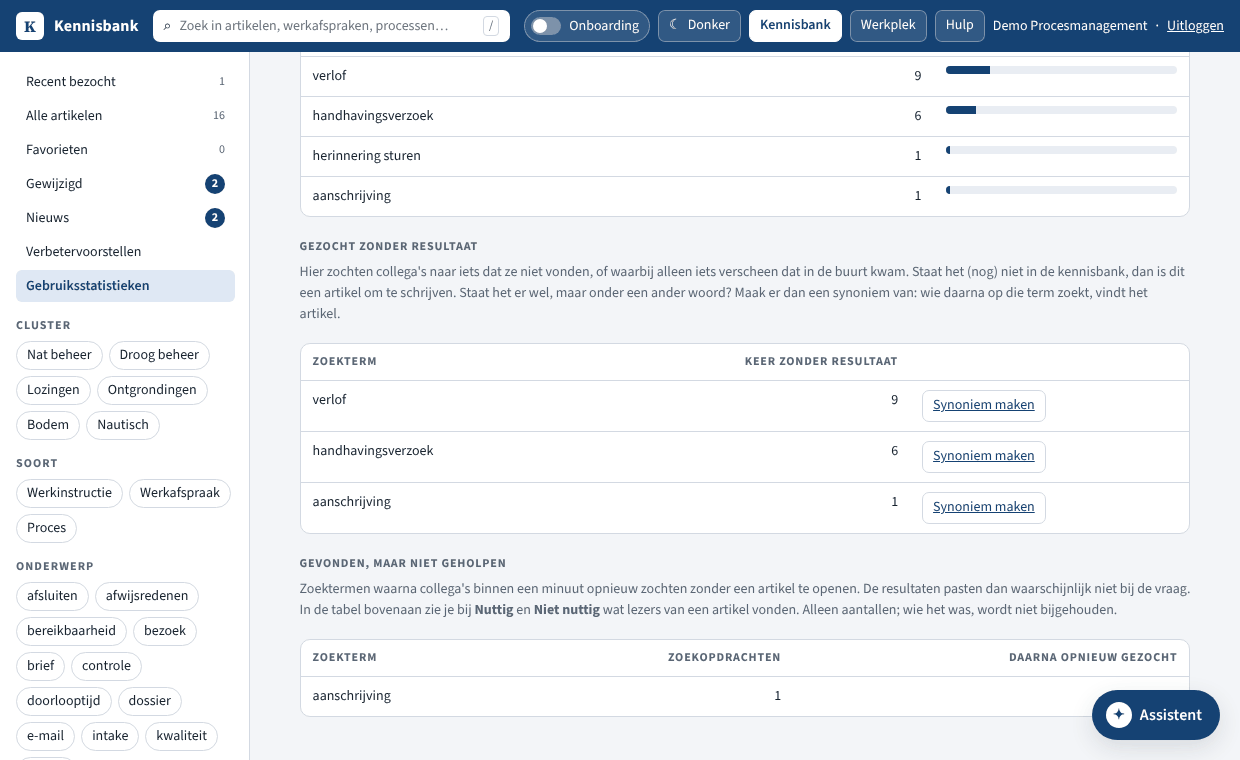 K Kennisbank
Zoek in artikelen, werkafspraken, processen… /
Onboarding
Donker
Kennisbank
Werkplek
Hulp
Demo Procesmanagement · Uitloggen
Recent bezocht 1
Alle artikelen 16
Favorieten 0
Gewijzigd 2
Nieuws 2
Verbetervoorstellen
Gebruiksstatistieken
CLUSTER
Nat beheer Droog beheer
Lozingen Ontgrondingen
Bodem Nautisch
SOORT
Werkinstructie Werkafspraak
Proces
ONDERWERP
afsluiten afwijsredenen
bereikbaarheid bezoek
brief controle
doorlooptijd dossier
e-mail intake kwaliteit
verlof 9
handhavingsverzoek 6
herinnering sturen 1
aanschrijving 1
GEZOCHT ZONDER RESULTAAT
Hier zochten collega's naar iets dat ze niet vonden, of waarbij alleen iets verscheen dat in de buurt kwam. Staat het (nog) niet in de kennisbank, dan is dit
een artikel om te schrijven. Staat het er wel, maar onder een ander woord? Maak er dan een synoniem van: wie daarna op die term zoekt, vindt het
artikel.
ZOEKTERM KEER ZONDER RESULTAAT
verlof 9 Synoniem maken
handhavingsverzoek 6 Synoniem maken
aanschrijving 1 Synoniem maken
GEVONDEN, MAAR NIET GEHOLPEN
Zoektermen waarna collega's binnen een minuut opnieuw zochten zonder een artikel te openen. De resultaten pasten dan waarschijnlijk niet bij de vraag.
In de tabel bovenaan zie je bij Nuttig en Niet nuttig wat lezers van een artikel vonden. Alleen aantallen; wie het was, wordt niet bijgehouden.
ZOEKTERM ZOEKOPDRACHTEN DAARNA OPNIEUW GEZOCHT
aanschrijving 1
Assistent